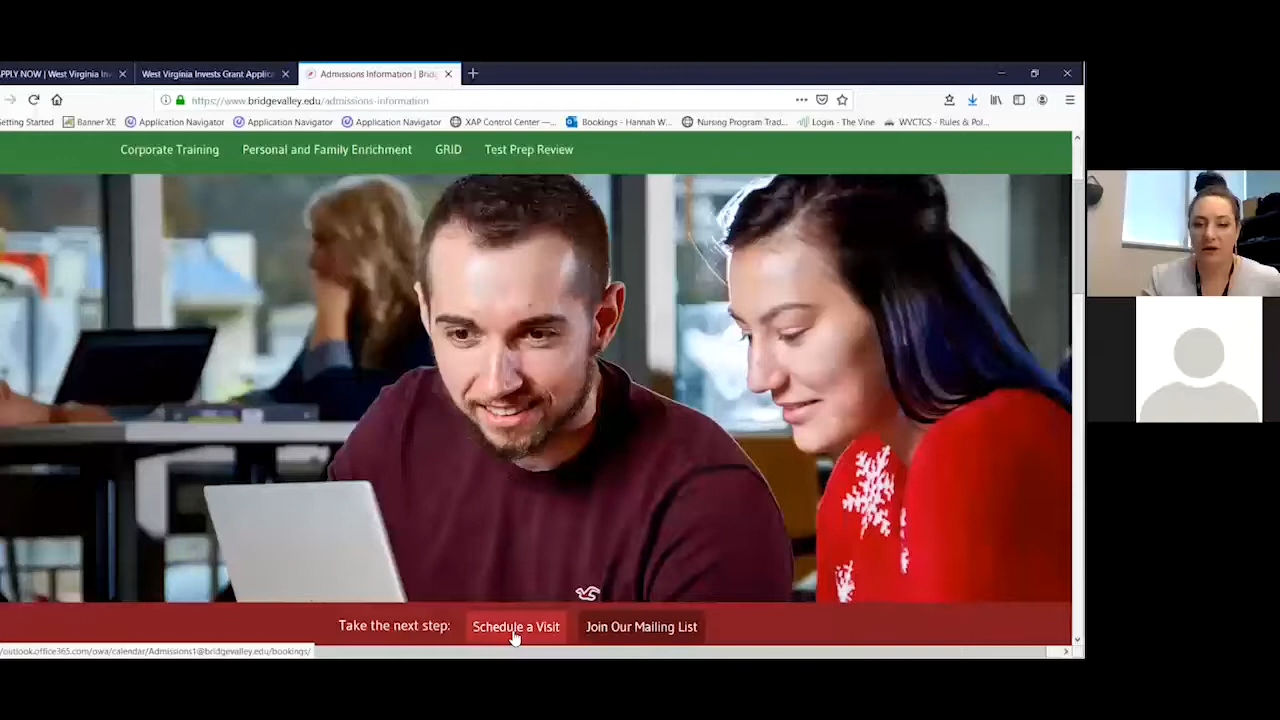 PPLY NOW | West Virginia In
West Virginia Invests Grant Applic
Admissions Information | Brid
https://www.bridgevalley.edu/admissions-information
etting Started
Banner XE
Application Navigator
Application Navigator
Application Navigator
XAP Control Center —...
Bookings - Hannah W...
Nursing Program Trad...
Login - The Vine
WVCTCS - Rules & Pol...
Corporate Training
Personal and Family Enrichment
GRID
Test Prep Review
Take the next step:
Schedule a Visit
Join Our Mailing List
/outlook.office365.com/owa/calendar/Admissions1@bridgevalley.edu/bookings/